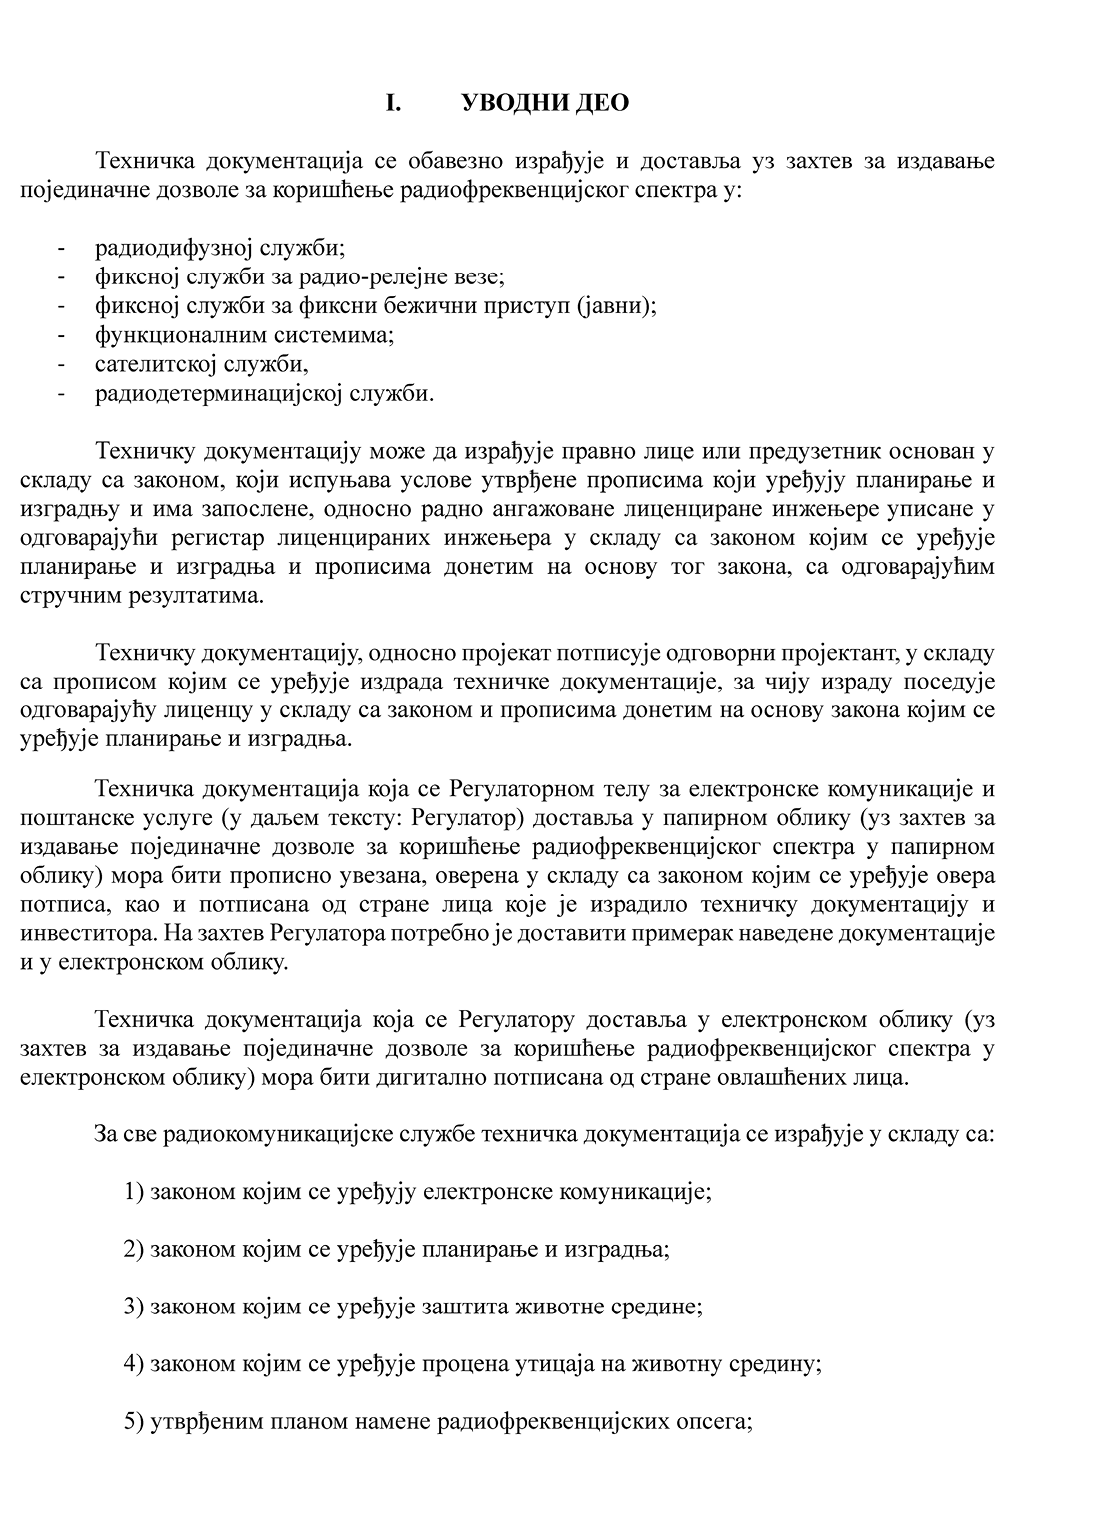 I. УВОДНИ ДЕО
Техничка документација се обавезно израђује и доставља уз захтев за издавање
појединачне дозволе за коришћење радиофреквенцијског спектра у:
- радиодифузној служби;
- фиксној служби за радио-релејне везе;
- фиксној служби за фиксни бежични приступ (јавни);
- функционалним системима;
- сателитској служби,
- радиодетерминацијској служби.
Техничку документацију може да израђује правно лице или предузетник основан у
складу са законом, који испуњава услове утврђене прописима који уређују планирање и
изградњу и има запослене, односно радно ангажоване лиценциране инжењере уписане у
одговарајући регистар лиценцираних инжењера у складу са законом којим се уређује
планирање и изградња и прописима донетим на основу тог закона, са одговарајућим
стручним резултатима.
Техничку документацију, односно пројекат потписује одговорни пројектант, у складу
са прописом којим се уређује издрада техничке документације, за чију израду поседује
одговарајућу лиценцу у складу са законом и прописима донетим на основу закона којим се
уређује планирање и изградња.
Техничка документација која се Регулаторном телу за електронске комуникације и
поштанске услуге (у даљем тексту: Регулатор) доставља у папирном облику (уз захтев за
издавање појединачне дозволе за коришћење радиофреквенцијског спектра у папирном
облику) мора бити прописно увезана, оверена у складу са законом којим се уређује овера
потписа, као и потписана од стране лица које је израдило техничку документацију и
инвеститора. На захтев Регулатора потребно је доставити примерак наведене документације
и у електронском облику.
Техничка документација која се Регулатору доставља у електронском облику (уз
захтев за издавање појединачне дозволе за коришћење радиофреквенцијског спектра у
електронском облику) мора бити дигитално потписана од стране овлашћених лица.
За све радиокомуникацијске службе техничка документација се израђује у складу са:
1) законом којим се уређују електронске комуникације;
2) законом којим се уређује планирање и изградња;
3) законом којим се уређује заштита животне средине;
4) законом којим се уређује процена утицаја на животну средину;
5) утврђеним планом намене радиофреквенцијских опсега;